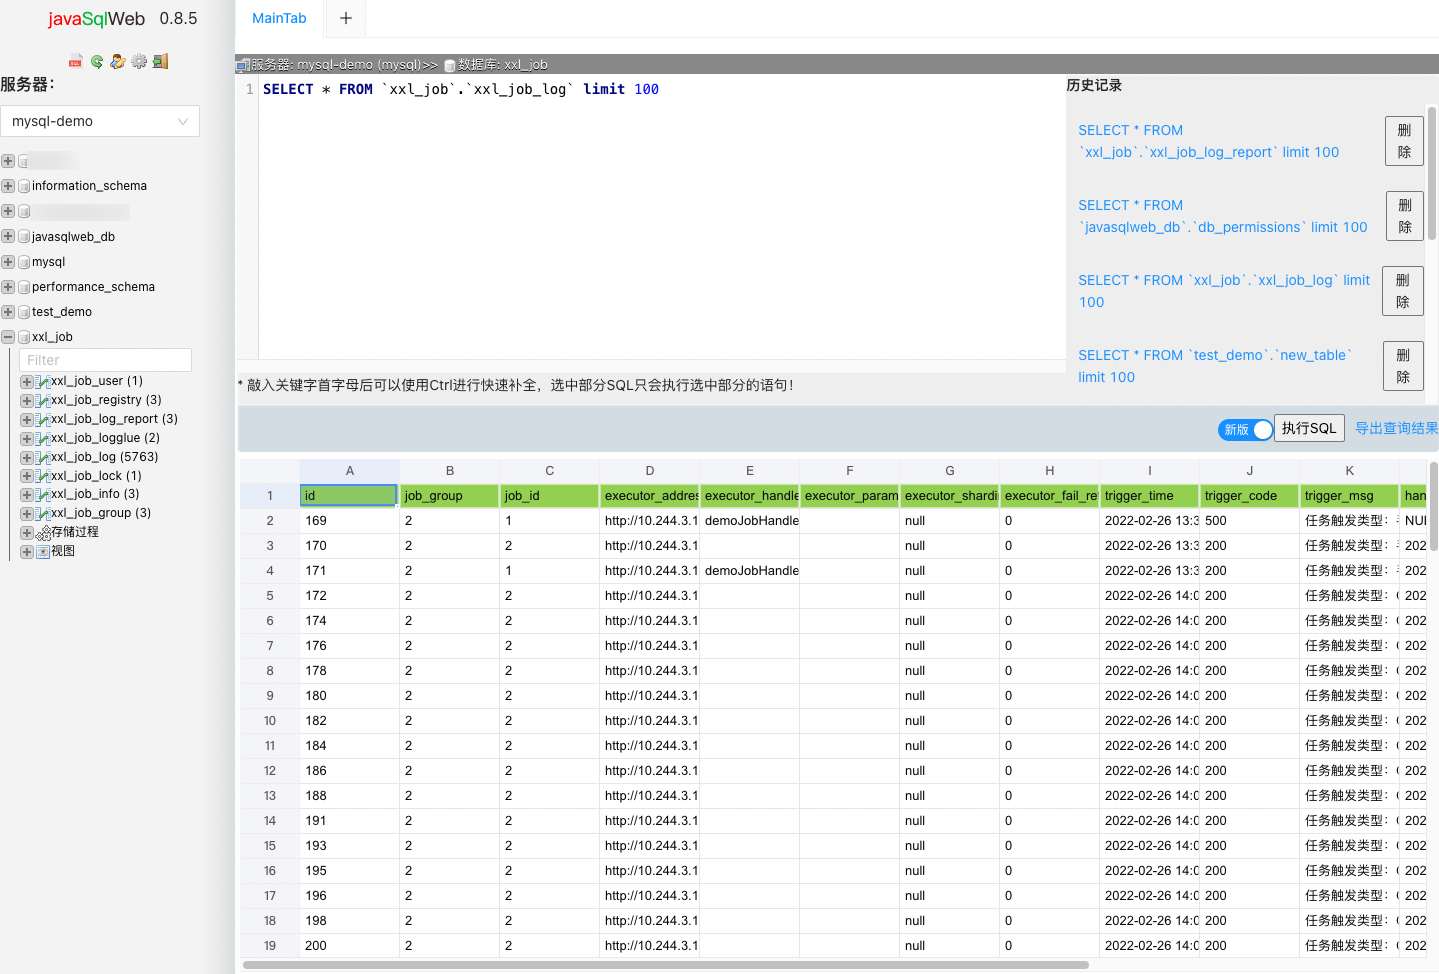 javaSqlWeb 0.8.5
服务器：
mysql-demo
information_schema
javasqlweb_db
mysql
performance_schema
test_demo
xxl_job
Filter
xxl_job_user (1)
xxl_job_registry (3)
xxl_job_log_report (3)
xxl_job_logglue (2)
xxl_job_log (5763)
xxl_job_lock (1)
xxl_job_info (3)
xxl_job_group (3)
存储过程
视图
MainTab +
服务器: mysql-demo (mysql)>> 数据库: xxl_job
1 SELECT * FROM `xxl_job`.`xxl_job_log` limit 100
* 敲入关键字首字母后可以使用Ctrl进行快速补全，选中部分SQL只会执行选中部分的语句！
历史记录
SELECT * FROM
`xxl_job`.`xxl_job_log_report` limit 100
删
除
SELECT * FROM
`javasqlweb_db`.`db_permissions` limit 100
删
除
SELECT * FROM `xxl_job`.`xxl_job_log` limit
100
删
除
SELECT * FROM `test_demo`.`new_table`
limit 100
删
除
新版 执行SQL 导出查询结果
A B C D E F G H I J K
1 id job_group job_id executor_addres executor_handle executor_param executor_shardi executor_fail_re trigger_time trigger_code trigger_msg han
2 169 2 1 http://10.244.3.1 demoJobHandle null 0 2022-02-26 13:3 500 任务触发类型： NU
3 170 2 2 http://10.244.3.1 null 0 2022-02-26 13:3 200 任务触发类型： 202
4 171 2 1 http://10.244.3.1 demoJobHandle null 0 2022-02-26 13:3 200 任务触发类型： 202
5 172 2 2 http://10.244.3.1 null 0 2022-02-26 14:0 200 任务触发类型： 202
6 174 2 2 http://10.244.3.1 null 0 2022-02-26 14:0 200 任务触发类型： 202
7 176 2 2 http://10.244.3.1 null 0 2022-02-26 14:0 200 任务触发类型： 202
8 178 2 2 http://10.244.3.1 null 0 2022-02-26 14:0 200 任务触发类型： 202
9 180 2 2 http://10.244.3.1 null 0 2022-02-26 14:0 200 任务触发类型： 202
10 182 2 2 http://10.244.3.1 null 0 2022-02-26 14:0 200 任务触发类型： 202
11 184 2 2 http://10.244.3.1 null 0 2022-02-26 14:0 200 任务触发类型： 202
12 186 2 2 http://10.244.3.1 null 0 2022-02-26 14:0 200 任务触发类型： 202
13 188 2 2 http://10.244.3.1 null 0 2022-02-26 14:0 200 任务触发类型： 202
14 191 2 2 http://10.244.3.1 null 0 2022-02-26 14:0 200 任务触发类型： 202
15 193 2 2 http://10.244.3.1 null 0 2022-02-26 14:0 200 任务触发类型： 202
16 195 2 2 http://10.244.3.1 null 0 2022-02-26 14:0 200 任务触发类型： 202
17 196 2 2 http://10.244.3.1 null 0 2022-02-26 14:0 200 任务触发类型： 202
18 198 2 2 http://10.244.3.1 null 0 2022-02-26 14:0 200 任务触发类型： 202
19 200 2 2 http://10.244.3.1 null 0 2022-02-26 14:0 200 任务触发类型： 202